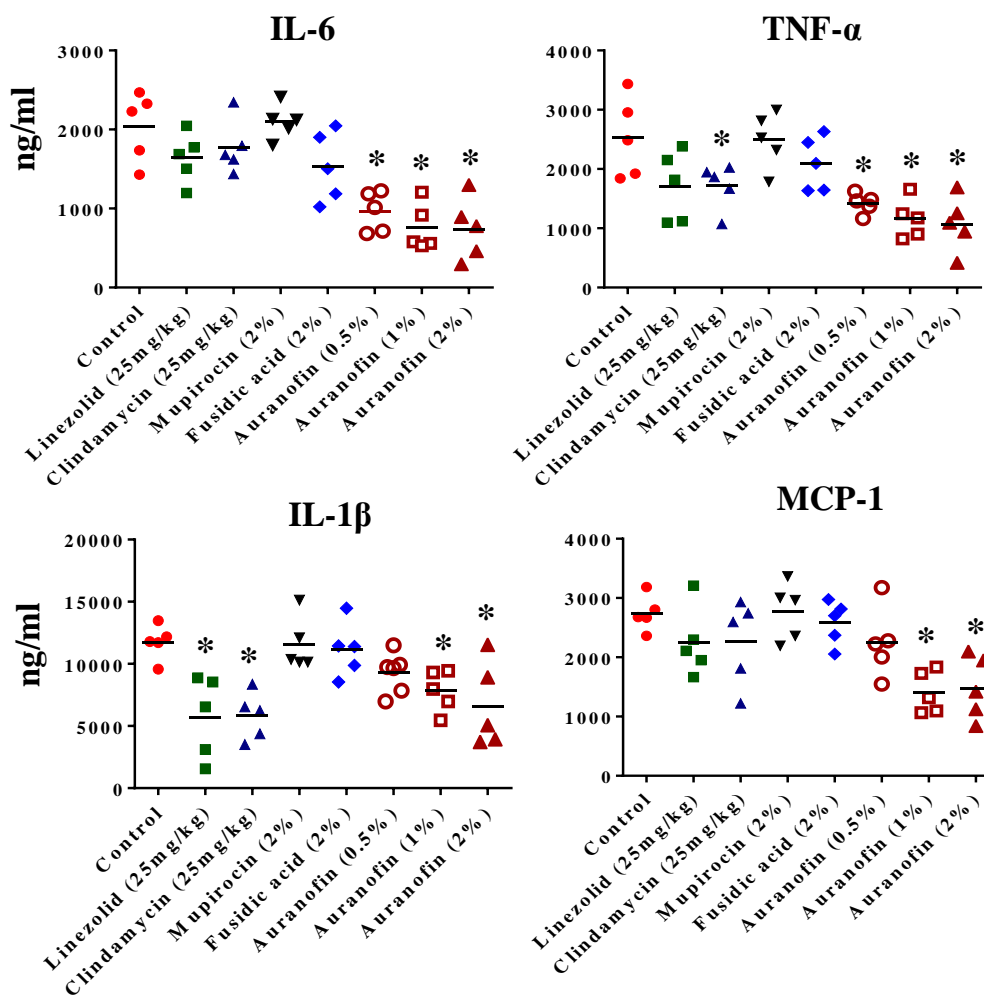 IL-6
ng/ml
3000
2000
1000
0
*
*
*
Control
Linezolid (25mg/kg)
Clindamycin (25mg/kg)
Mupirocin (2%)
Fusidic acid (2%)
Auranofin (0.5%)
Auranofin (1%)
Auranofin (2%)
TNF-α
4000
3000
2000
1000
0
*
*
*
*
Control
Linezolid (25mg/kg)
Clindamycin (25mg/kg)
Mupirocin (2%)
Fusidic acid (2%)
Auranofin (0.5%)
Auranofin (1%)
Auranofin (2%)
IL-1β
ng/ml
20000
15000
10000
5000
0
*
*
*
*
Control
Linezolid (25mg/kg)
Clindamycin (25mg/kg)
Mupirocin (2%)
Fusidic acid (2%)
Auranofin (0.5%)
Auranofin (1%)
Auranofin (2%)
MCP-1
4000
3000
2000
1000
0
*
*
Control
Linezolid (25mg/kg)
Clindamycin (25mg/kg)
Mupirocin (2%)
Fusidic acid (2%)
Auranofin (0.5%)
Auranofin (1%)
Auranofin (2%)